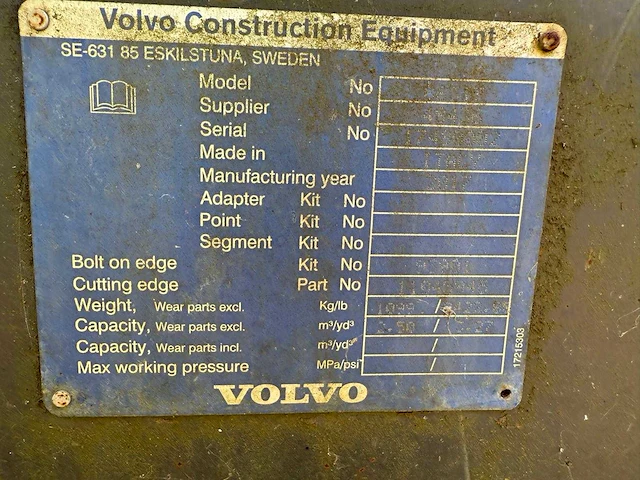 Volvo Construction Equipment
SE-631 85 ESKILSTUNA, SWEDEN
Model No
Supplier No
Serial No
Made in
Manufacturing year
Adapter Kit No
Point Kit No
Segment Kit No
Bolt on edge Kit No
Cutting edge Part No
Weight, Wear parts excl. Kg/lb /
Capacity, Wear parts excl. m³/yd³ 2.50 /
Capacity, Wear parts incl. m³/yd³ /
Max working pressure MPa/psi /
17215303
VOLVO